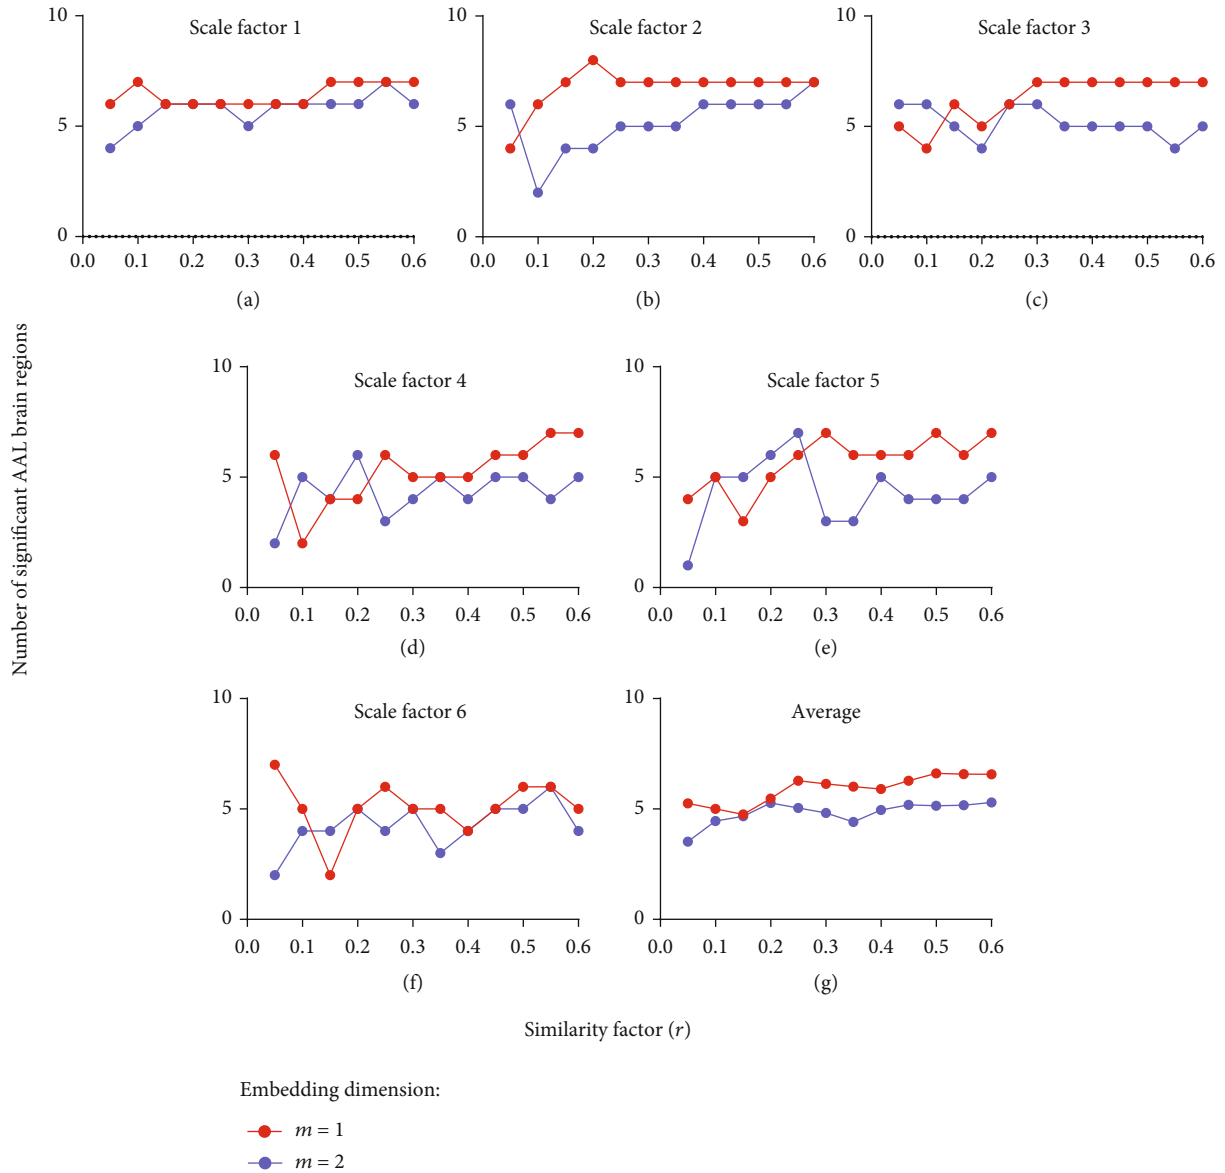 Number of significant AAL brain regions
Scale factor 1
10
5
0
0.0 0.1 0.2 0.3 0.4 0.5 0.6
(a)
Scale factor 2
10
5
0
0.0 0.1 0.2 0.3 0.4 0.5 0.6
(b)
Scale factor 3
10
5
0
0.0 0.1 0.2 0.3 0.4 0.5 0.6
(c)
Scale factor 4
10
5
0
0.0 0.1 0.2 0.3 0.4 0.5 0.6
(d)
Scale factor 5
10
5
0
0.0 0.1 0.2 0.3 0.4 0.5 0.6
(e)
Scale factor 6
10
5
0
0.0 0.1 0.2 0.3 0.4 0.5 0.6
(f)
Average
10
5
0
0.0 0.1 0.2 0.3 0.4 0.5 0.6
(g)
Similarity factor (r)
Embedding dimension:
m = 1
m = 2